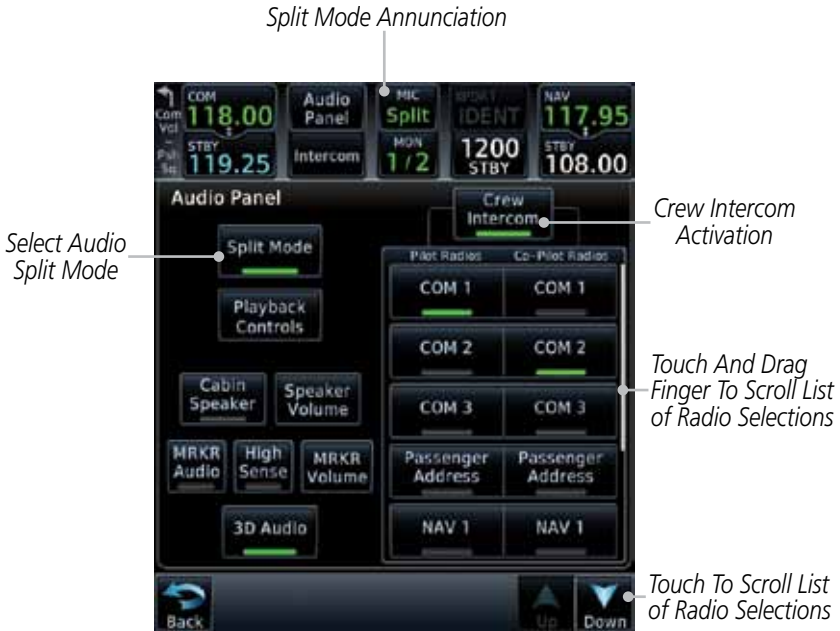 Split Mode Annunciation
COM
118.00
Com
Vol
Psh
Sq
STBY
119.25
Audio
Panel
Intercom
MIC
Split
MON
1/2
XPDR1
IDENT
1200
STBY
NAV
117.95
STBY
108.00
Audio Panel
Crew
Intercom
Crew Intercom
Activation
Select Audio
Split Mode
Split Mode
Playback
Controls
Cabin
Speaker
Speaker
Volume
MRKR
Audio
High
Sense
MRKR
Volume
3D Audio
Pilot Radios
Co-Pilot Radios
COM 1
COM 1
COM 2
COM 2
COM 3
COM 3
Passenger
Address
Passenger
Address
NAV 1
NAV 1
Touch And Drag
Finger To Scroll List
of Radio Selections
Back
Up
Down
Touch To Scroll List
of Radio Selections